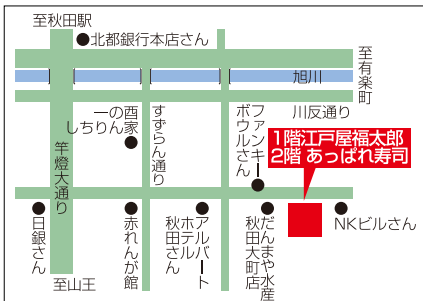 至秋田駅
北都銀行本店さん
至有楽町
旭川
川反通り
一の酉家
しちりん
すずらん通り
ファンキー
ボウルさん
1階江戸屋福太郎
2階 あっぱれ寿司
竿燈大通り
日銀さん
赤れんが館
アルバート
ホテル
秋田さん
だんまや水産
秋田大町店
NKビルさん
至山王